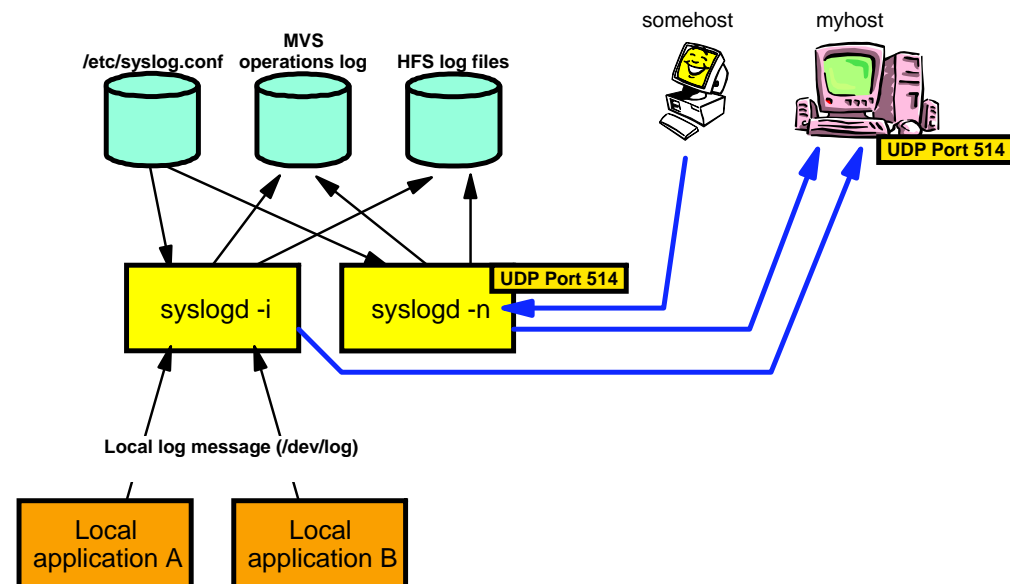 somehost
myhost
MVS
operations log
/etc/syslog.conf
HFS log files
UDP Port 514
UDP Port 514
syslogd -i
syslogd -n
Local log message (/dev/log)
Local
application A
Local
application B